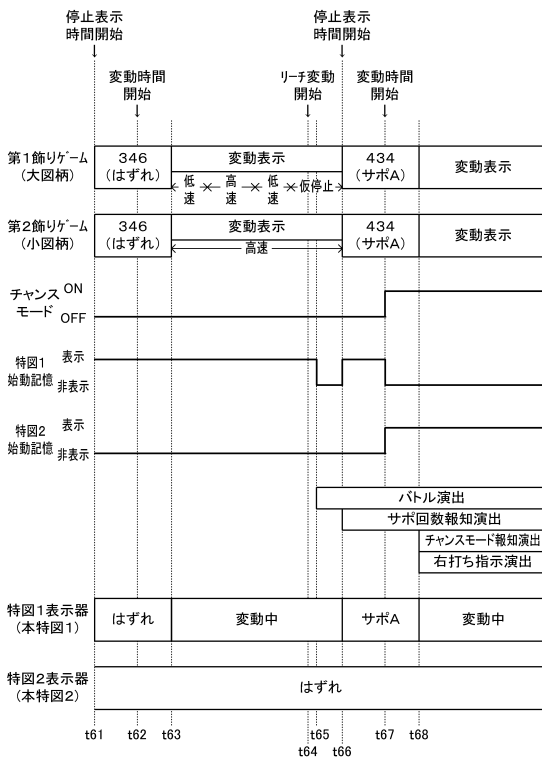 停止表示
時間開始
停止表示
時間開始
変動時間
開始
リーチ変動
開始
変動時間
開始
第1飾りゲーム
(大図柄)
346
(はずれ)
変動表示
低速
高速
低速
仮停止
434
(サポA)
変動表示
第2飾りゲーム
(小図柄)
346
(はずれ)
変動表示
高速
434
(サポA)
変動表示
チャンス
モード
ON
OFF
特図1
始動記憶
表示
非表示
特図2
始動記憶
表示
非表示
バトル演出
サポ回数報知演出
チャンスモード報知演出
右打ち指示演出
特図1表示器
(本特図1)
はずれ
変動中
サポA
変動中
特図2表示器
(本特図2)
はずれ
t61
t62
t63
t64
t65
t66
t67
t68